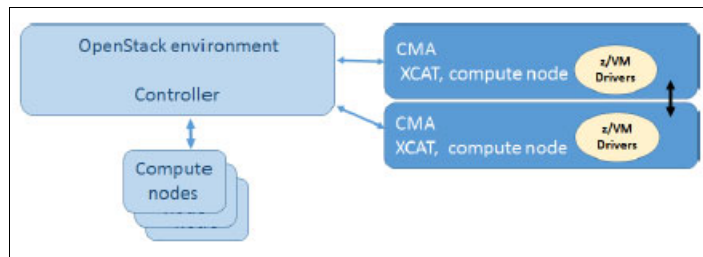 OpenStack environment
Controller
Compute
nodes
CMA
XCAT, compute node
z/VM
Drivers
CMA
XCAT, compute node
z/VM
Drivers